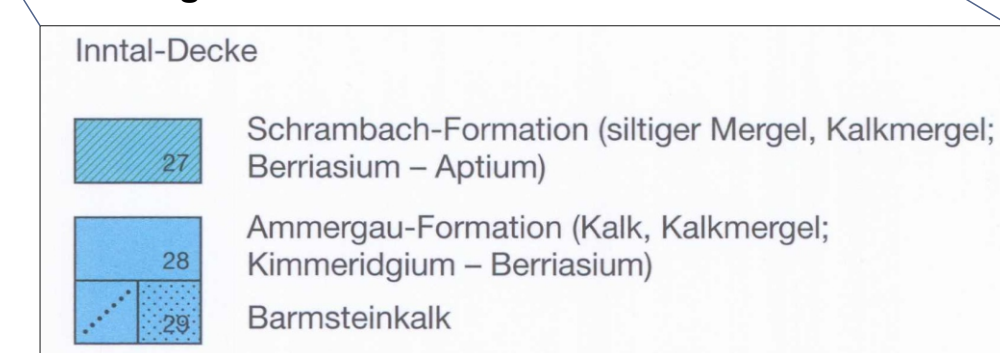 Inntal-Decke
27
Schrambach-Formation (siltiger Mergel, Kalkmergel;
Berriasium – Aptium)
28
Ammergau-Formation (Kalk, Kalkmergel;
Kimmeridgium – Berriasium)
29
Barmsteinkalk